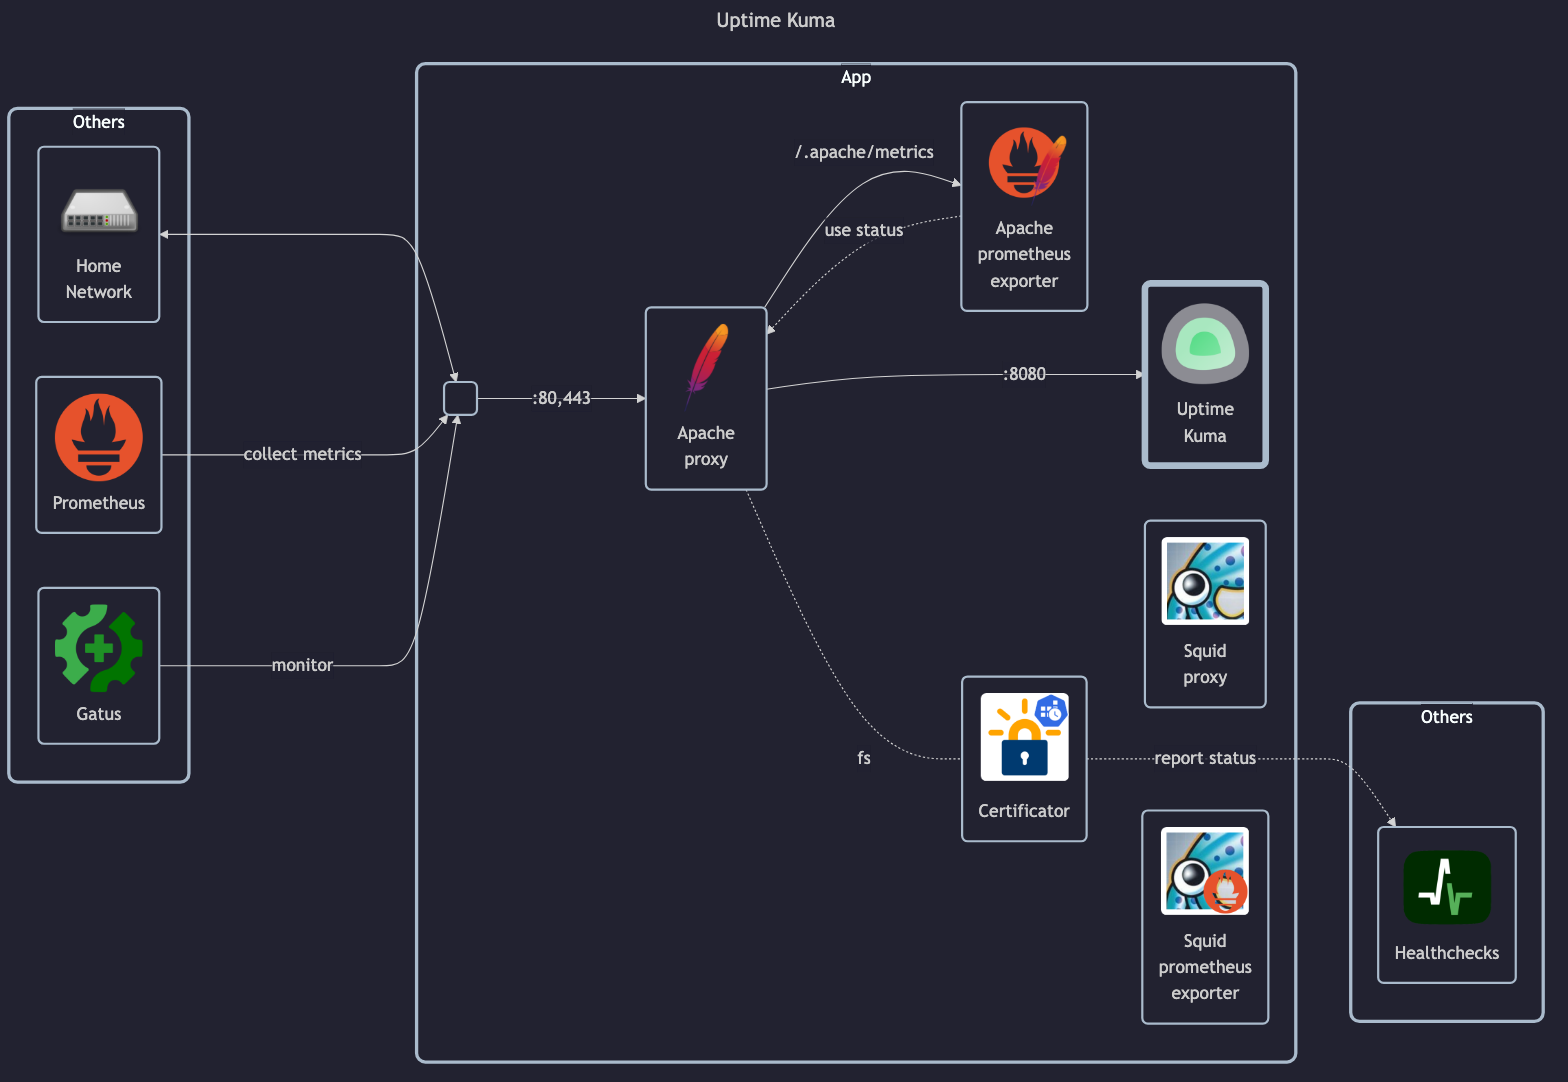 Uptime Kuma
App
Others
Home
Network
Prometheus
Gatus
collect metrics
monitor
:80,443
Apache
proxy
/.apache/metrics
use status
Apache
prometheus
exporter
:8080
Uptime
Kuma
Squid
proxy
fs
Certificator
report status
Squid
prometheus
exporter
Others
Healthchecks